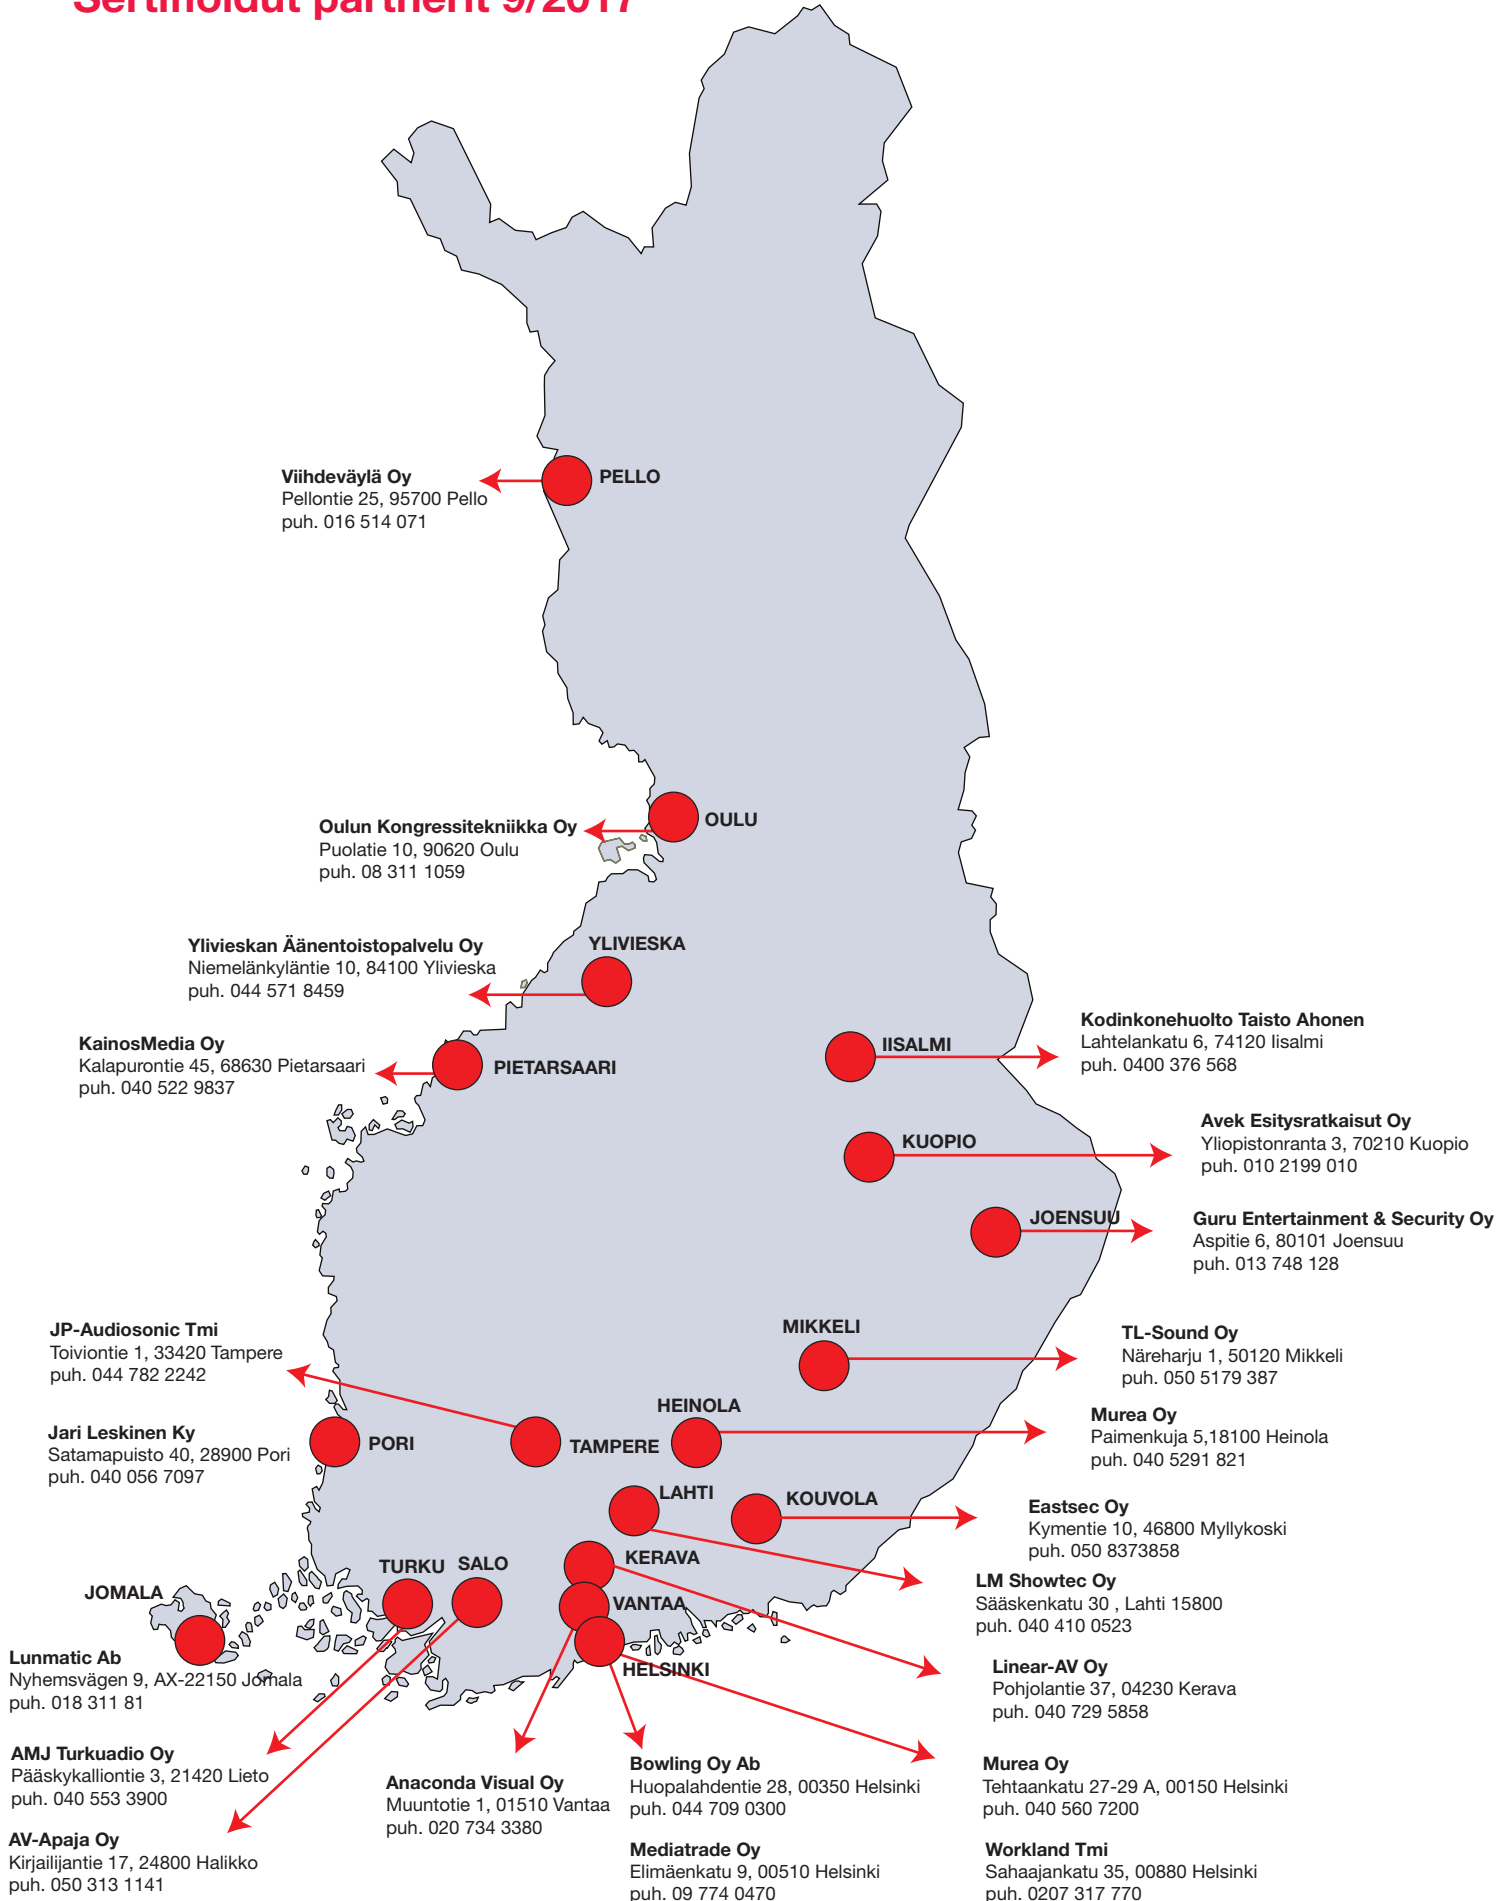 Sertifioidut partnerit 9/2017
Viihdeväylä Oy
Pellontie 25, 95700 Pello
puh. 016 514 071
PELLO
Oulun Kongressitekniikka Oy
Puolatie 10, 90620 Oulu
puh. 08 311 1059
OULU
Ylivieskan Äänentoistopalvelu Oy
Niemelänkyläntie 10, 84100 Ylivieska
puh. 044 571 8459
YLIVIESKA
KainosMedia Oy
Kalapurontie 45, 68630 Pietarsaari
puh. 040 522 9837
PIETARSAARI
IISALMI
Kodinkonehuolto Taisto Ahonen
Lahtelankatu 6, 74120 Iisalmi
puh. 0400 376 568
KUOPIO
Avek Esitysratkaisut Oy
Yliopistonranta 3, 70210 Kuopio
puh. 010 2199 010
JOENSUU
Guru Entertainment & Security Oy
Aspitie 6, 80101 Joensuu
puh. 013 748 128
JP-Audiosonic Tmi
Toiviontie 1, 33420 Tampere
puh. 044 782 2242
MIKKELI
TL-Sound Oy
Näreharju 1, 50120 Mikkeli
puh. 050 5179 387
Jari Leskinen Ky
Satamapuisto 40, 28900 Pori
puh. 040 056 7097
PORI
TAMPERE
HEINOLA
Murea Oy
Paimenkuja 5,18100 Heinola
puh. 040 5291 821
LAHTI
KOUVOLA
Eastsec Oy
Kymentie 10, 46800 Myllykoski
puh. 050 8373858
TURKU
SALO
KERAVA
LM Showtec Oy
Sääskenkatu 30 , Lahti 15800
puh. 040 410 0523
JOMALA
VANTAA
HELSINKI
Lunmatic Ab
Nyhemsvägen 9, AX-22150 Jomala
puh. 018 311 81
Linear-AV Oy
Pohjolantie 37, 04230 Kerava
puh. 040 729 5858
AMJ Turkuadio Oy
Pääskykalliontie 3, 21420 Lieto
puh. 040 553 3900
Anaconda Visual Oy
Muuntotie 1, 01510 Vantaa
puh. 020 734 3380
Bowling Oy Ab
Huopalahdentie 28, 00350 Helsinki
puh. 044 709 0300
Murea Oy
Tehtaankatu 27-29 A, 00150 Helsinki
puh. 040 560 7200
AV-Apaja Oy
Kirjailijantie 17, 24800 Halikko
puh. 050 313 1141
Mediatrade Oy
Elimäenkatu 9, 00510 Helsinki
puh. 09 774 0470
Workland Tmi
Sahaajankatu 35, 00880 Helsinki
puh. 0207 317 770